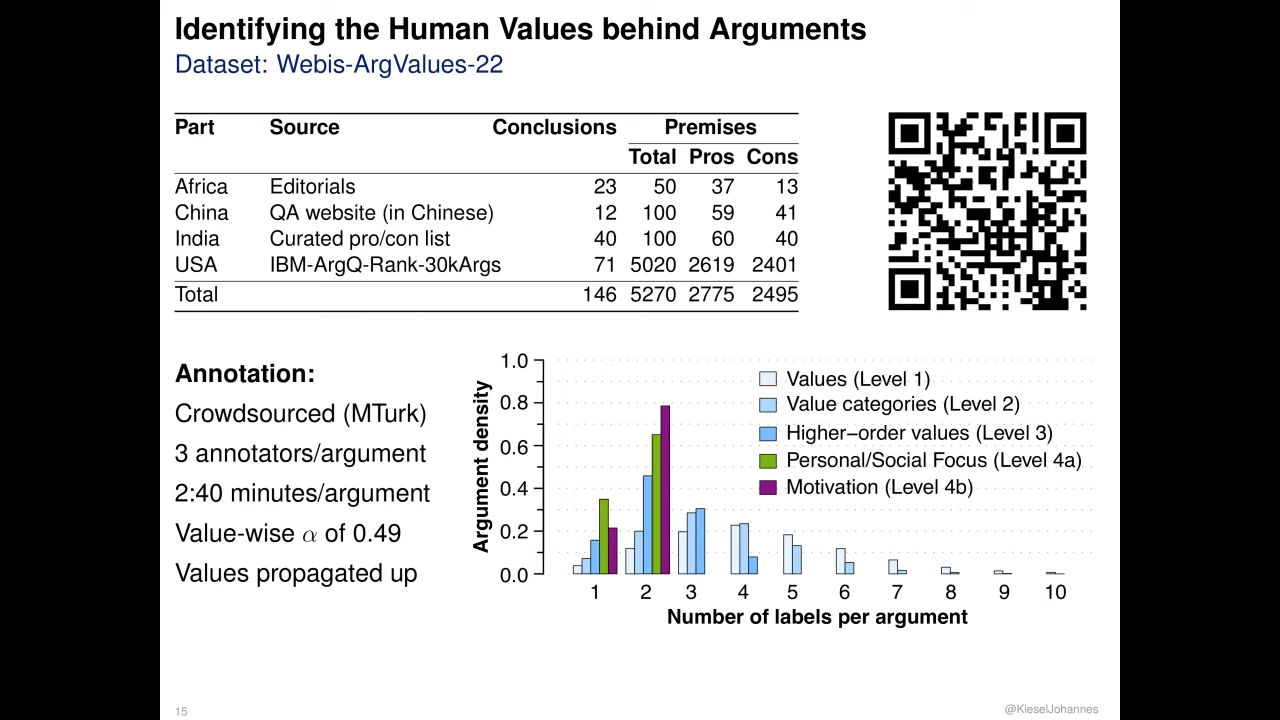 Identifying the Human Values behind Arguments
Dataset: Webis-ArgValues-22
Part Source Conclusions Premises
Total Pros Cons
Africa Editorials 23 50 37 13
China QA website (in Chinese) 12 100 59 41
India Curated pro/con list 40 100 60 40
USA IBM-ArgQ-Rank-30kArgs 71 5020 2619 2401
Total 146 5270 2775 2495
Annotation:
Crowdsourced (MTurk)
3 annotators/argument
2:40 minutes/argument
Value-wise α of 0.49
Values propagated up
Argument density
1.0
0.8
0.6
0.4
0.2
0.0
Values (Level 1)
Value categories (Level 2)
Higher−order values (Level 3)
Personal/Social Focus (Level 4a)
Motivation (Level 4b)
1 2 3 4 5 6 7 8 9 10
Number of labels per argument
15
@KieselJohannes